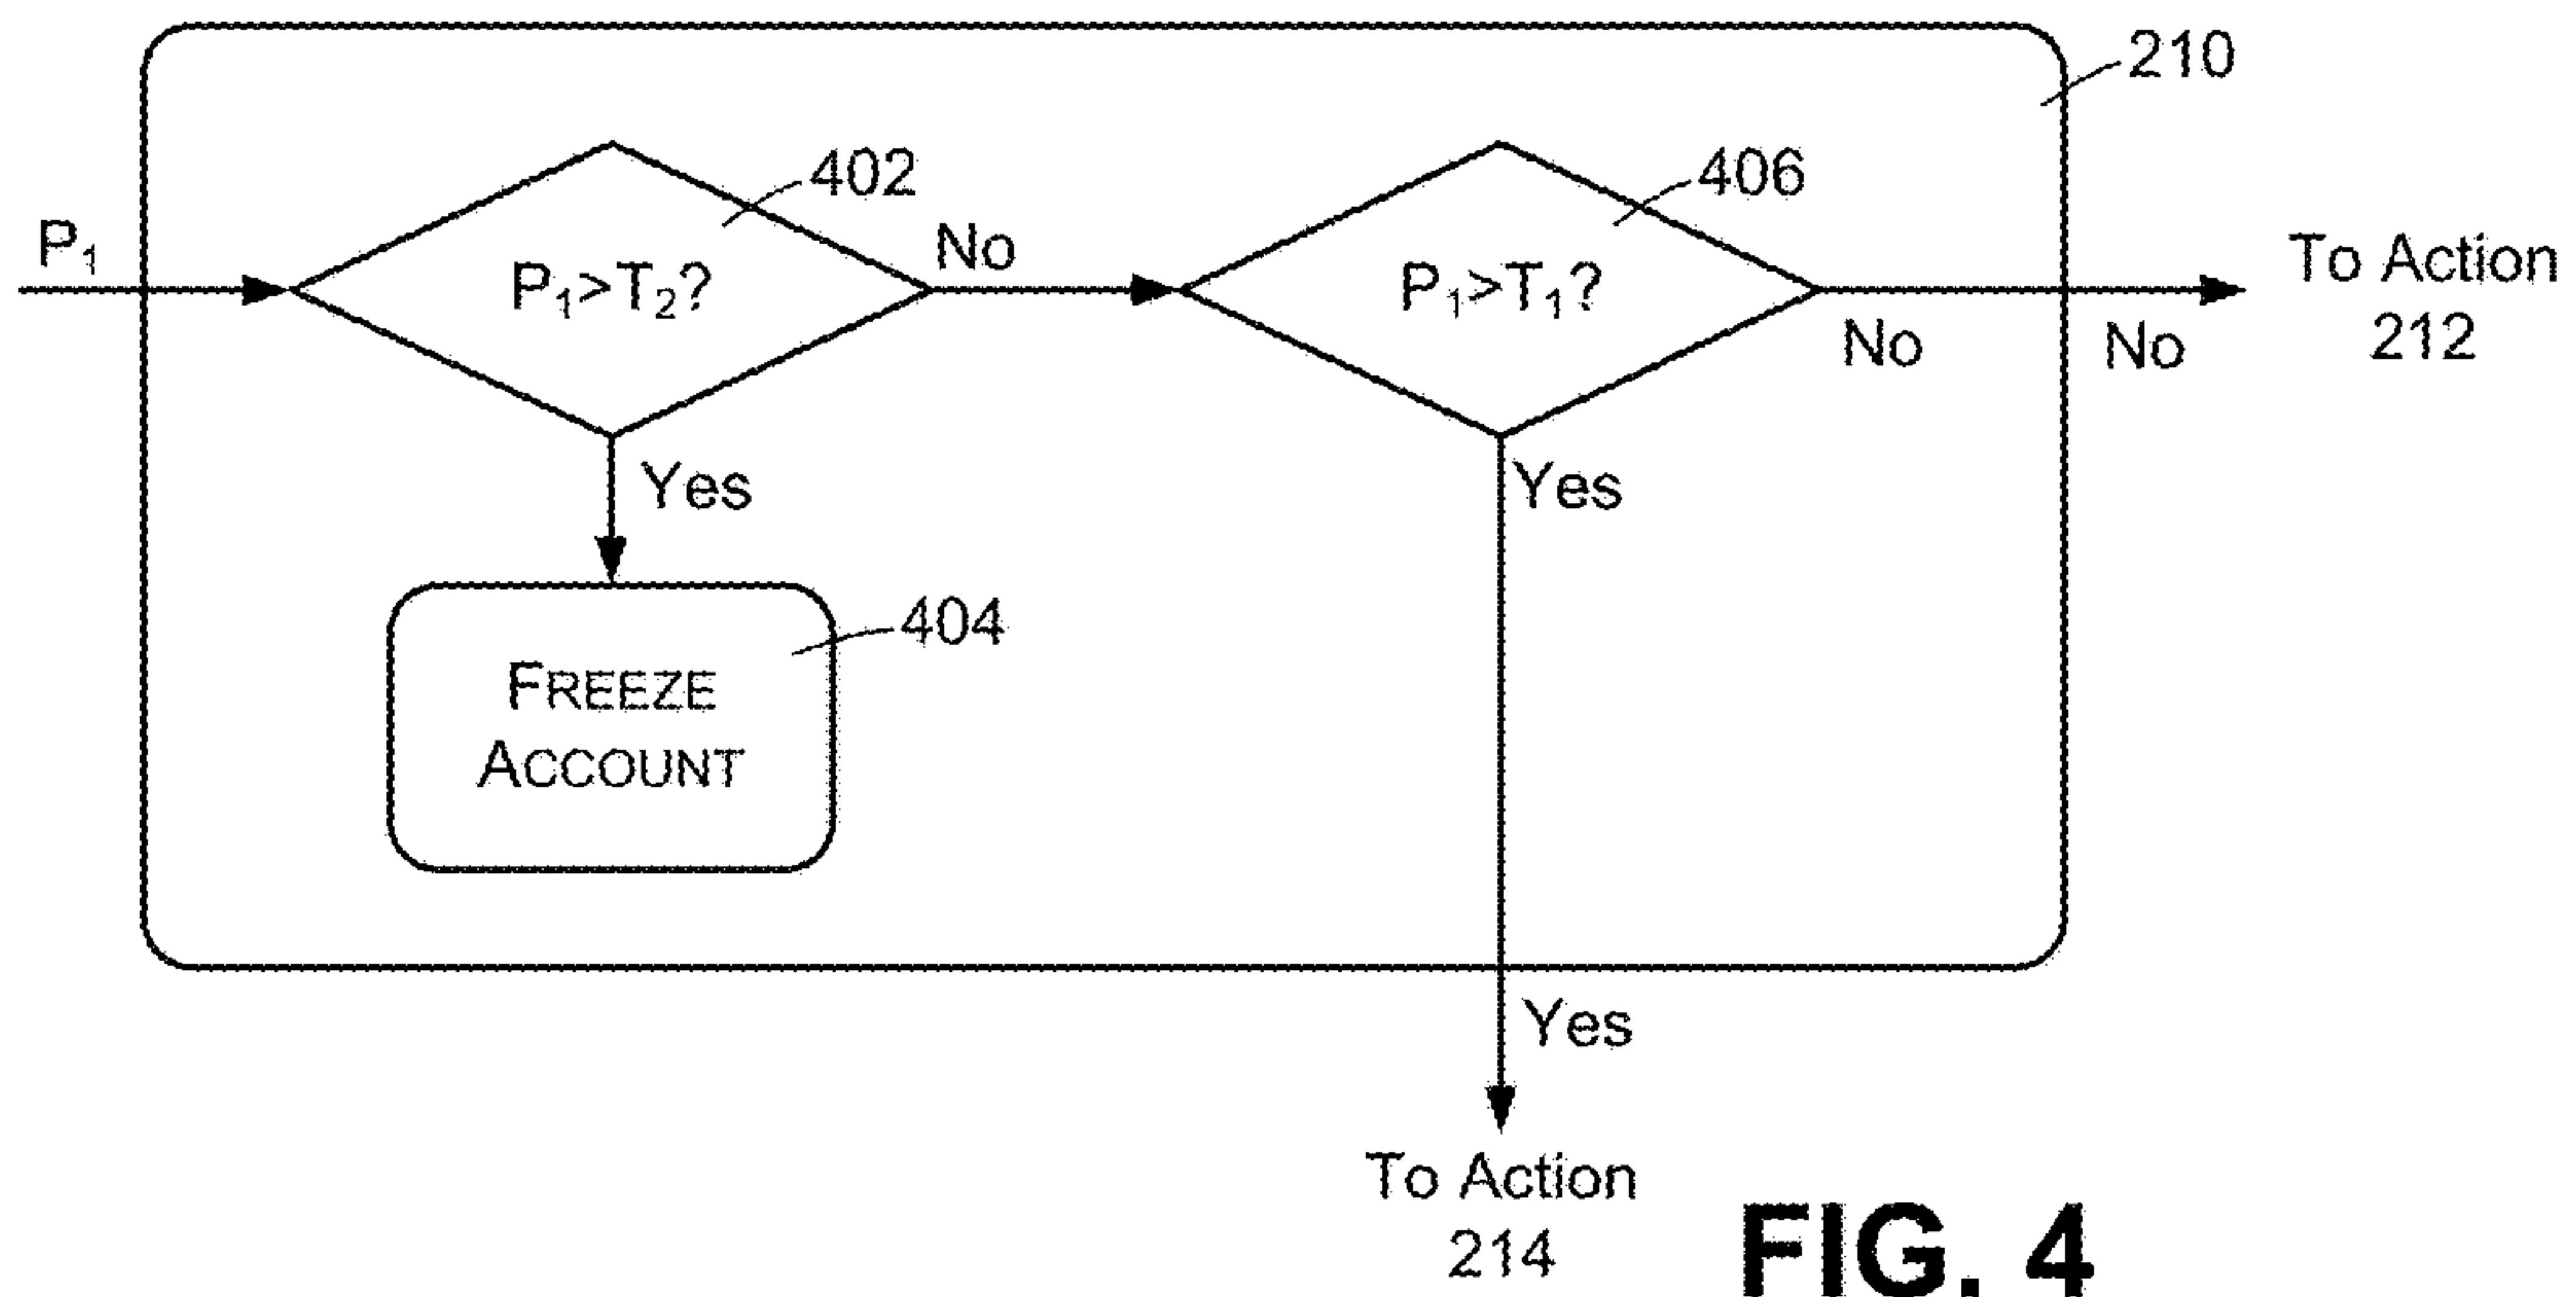 210
402
406
P₁
P₁>T₂?
No
P₁>T₁?
No
No
To Action
212
Yes
Yes
404
FREEZE
ACCOUNT
Yes
To Action
214
FIG. 4